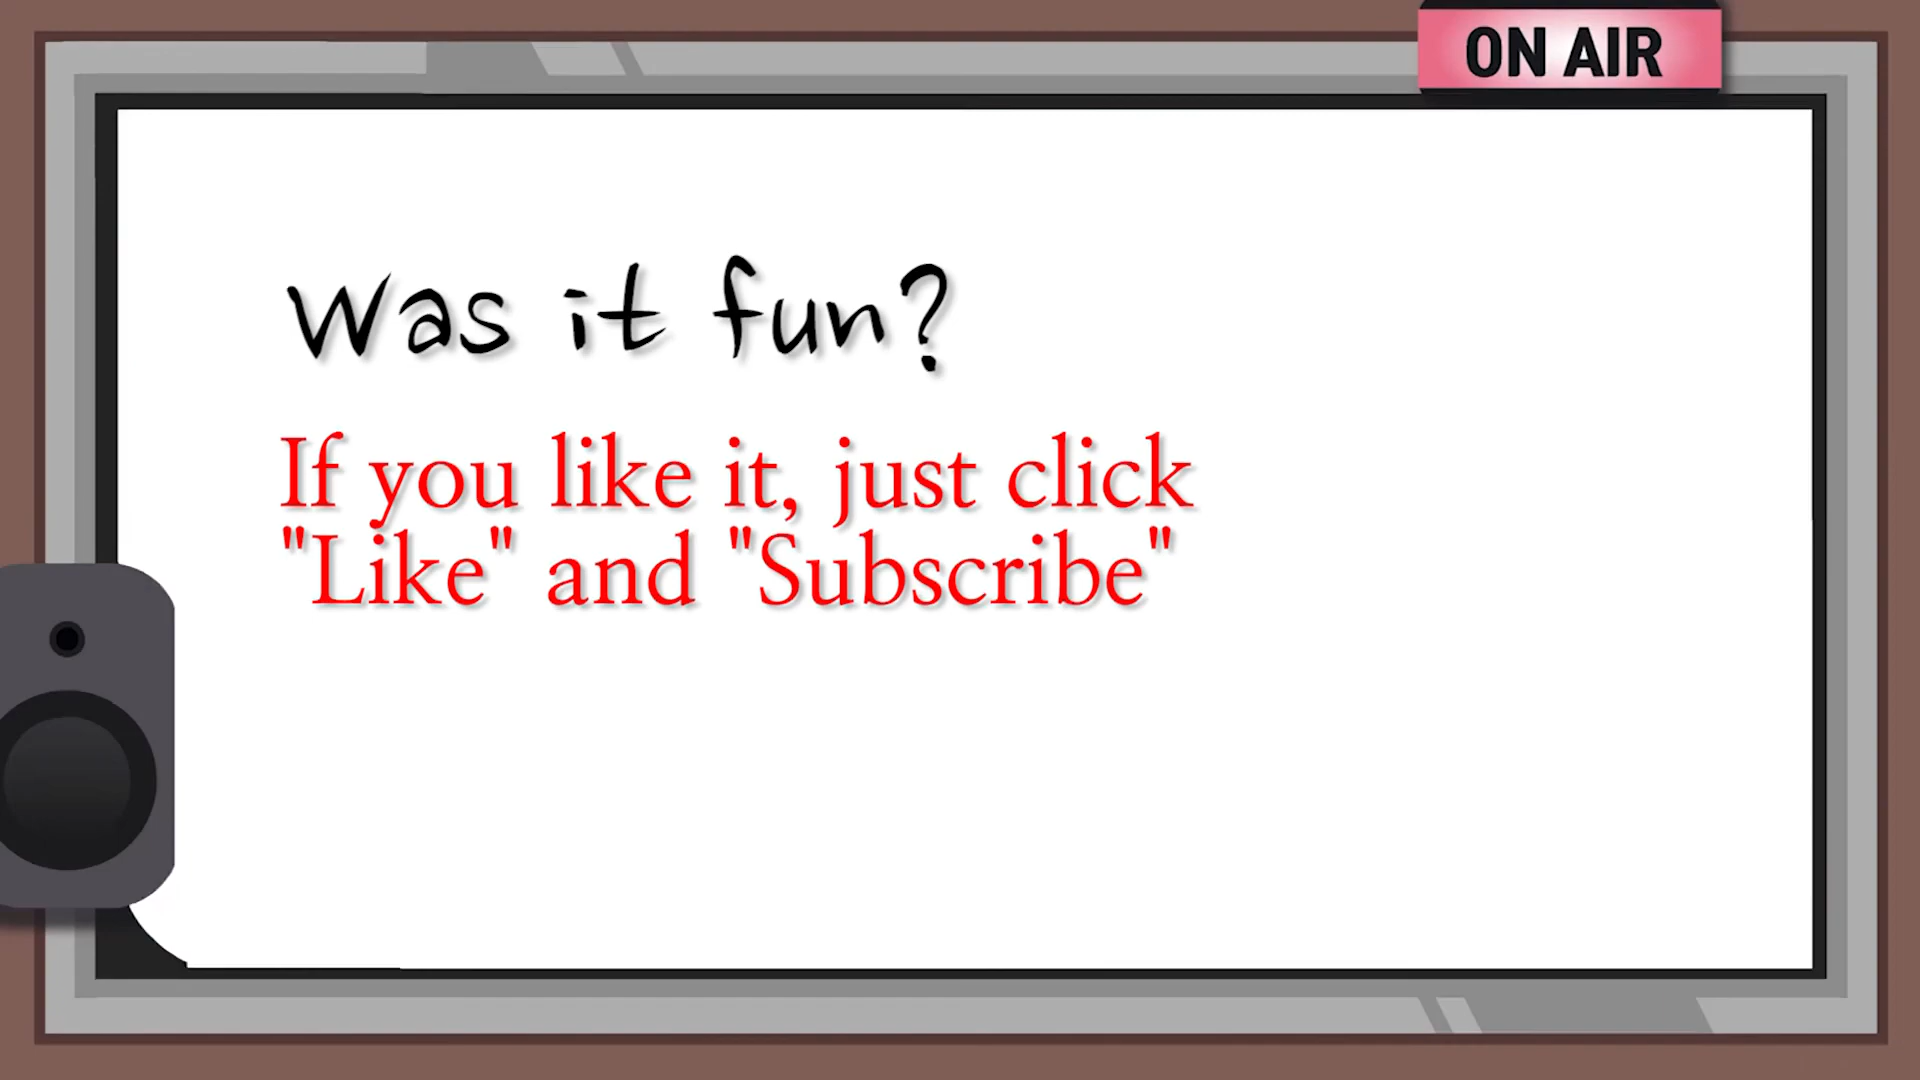 ON AIR
Was it fun?
If you like it, just click
"Like" and "Subscribe"